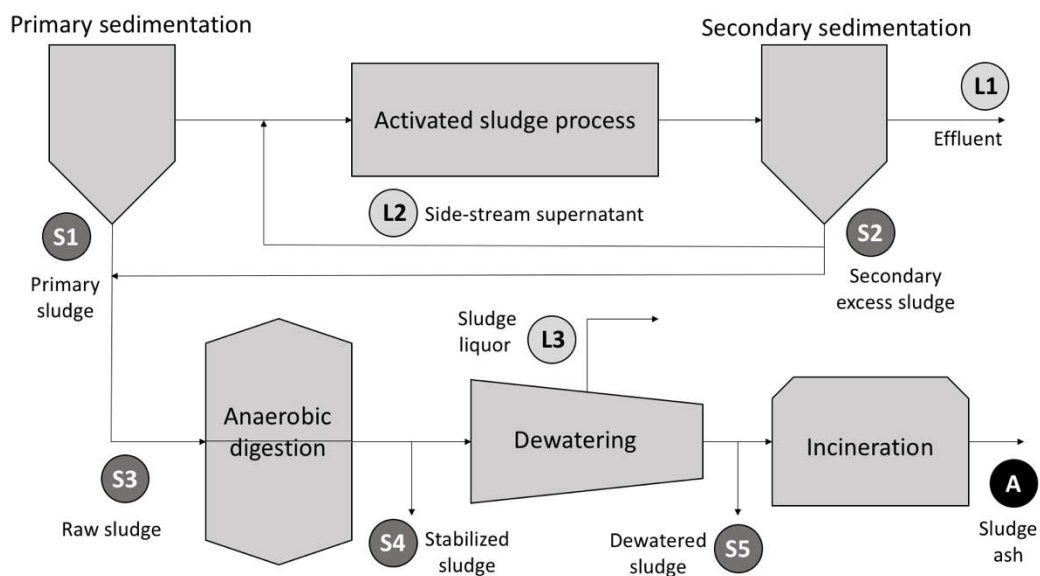 Primary sedimentation
Secondary sedimentation
L1
Activated sludge process
Effluent
L2 Side-stream supernatant
S1
S2
Primary
sludge
Secondary
excess sludge
Sludge
liquor
L3
Anaerobic
digestion
Dewatering
Incineration
S3
A
Raw sludge
S4
Stabilized
sludge
Dewatered
sludge
S5
Sludge
ash